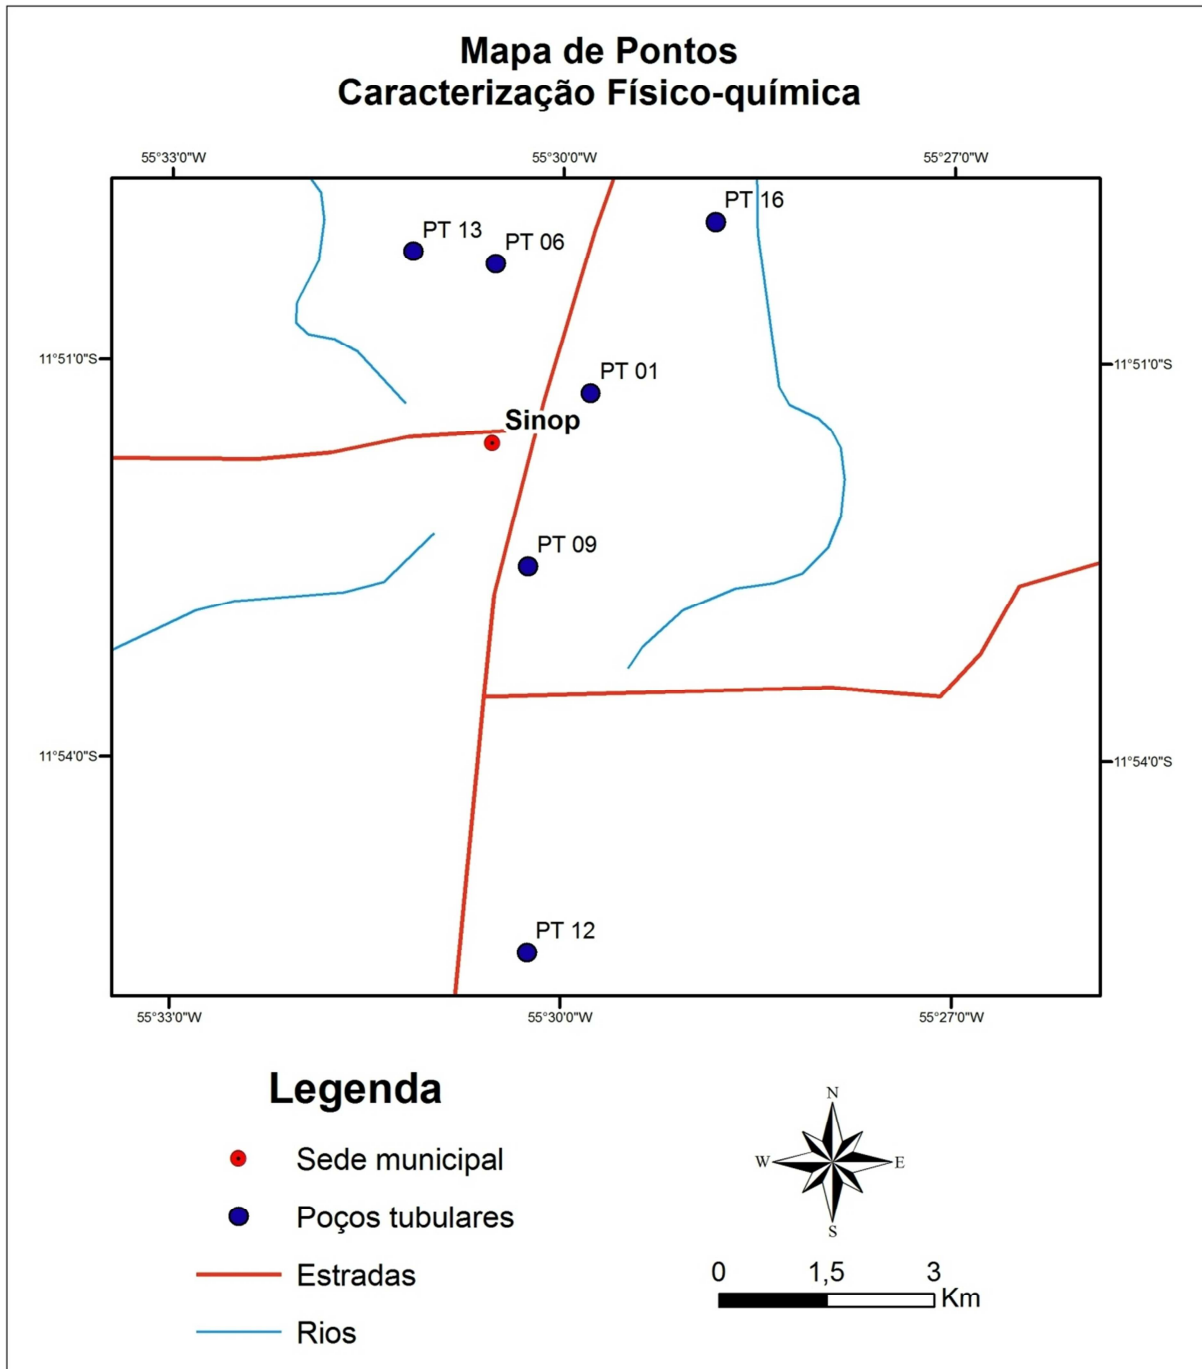 Mapa de Pontos
Caracterização Físico-química
55°33'0"W 55°30'0"W 55°27'0"W
PT 16
PT 13
PT 06
11°51'0"S 11°51'0"S
PT 01
Sinop
PT 09
11°54'0"S 11°54'0"S
PT 12
55°33'0"W 55°30'0"W 55°27'0"W
Legenda
N
Sede municipal
W E
Poços tubulares
S
Estradas
0 1,5 3
Km
Rios